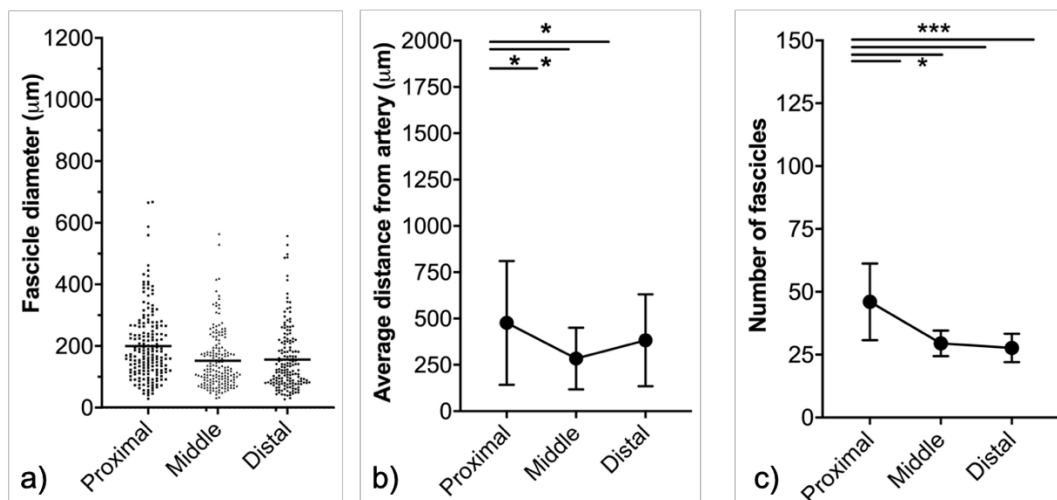 Fascicle diameter (μm)
1200
1000
800
600
400
200
0
Proximal
Middle
Distal
a)
Average distance from artery (μm)
2000
1750
1500
1250
1000
750
500
250
0
*
* *
Proximal
Middle
Distal
b)
Number of fascicles
150
125
100
75
50
25
0
***
*
Proximal
Middle
Distal
c)